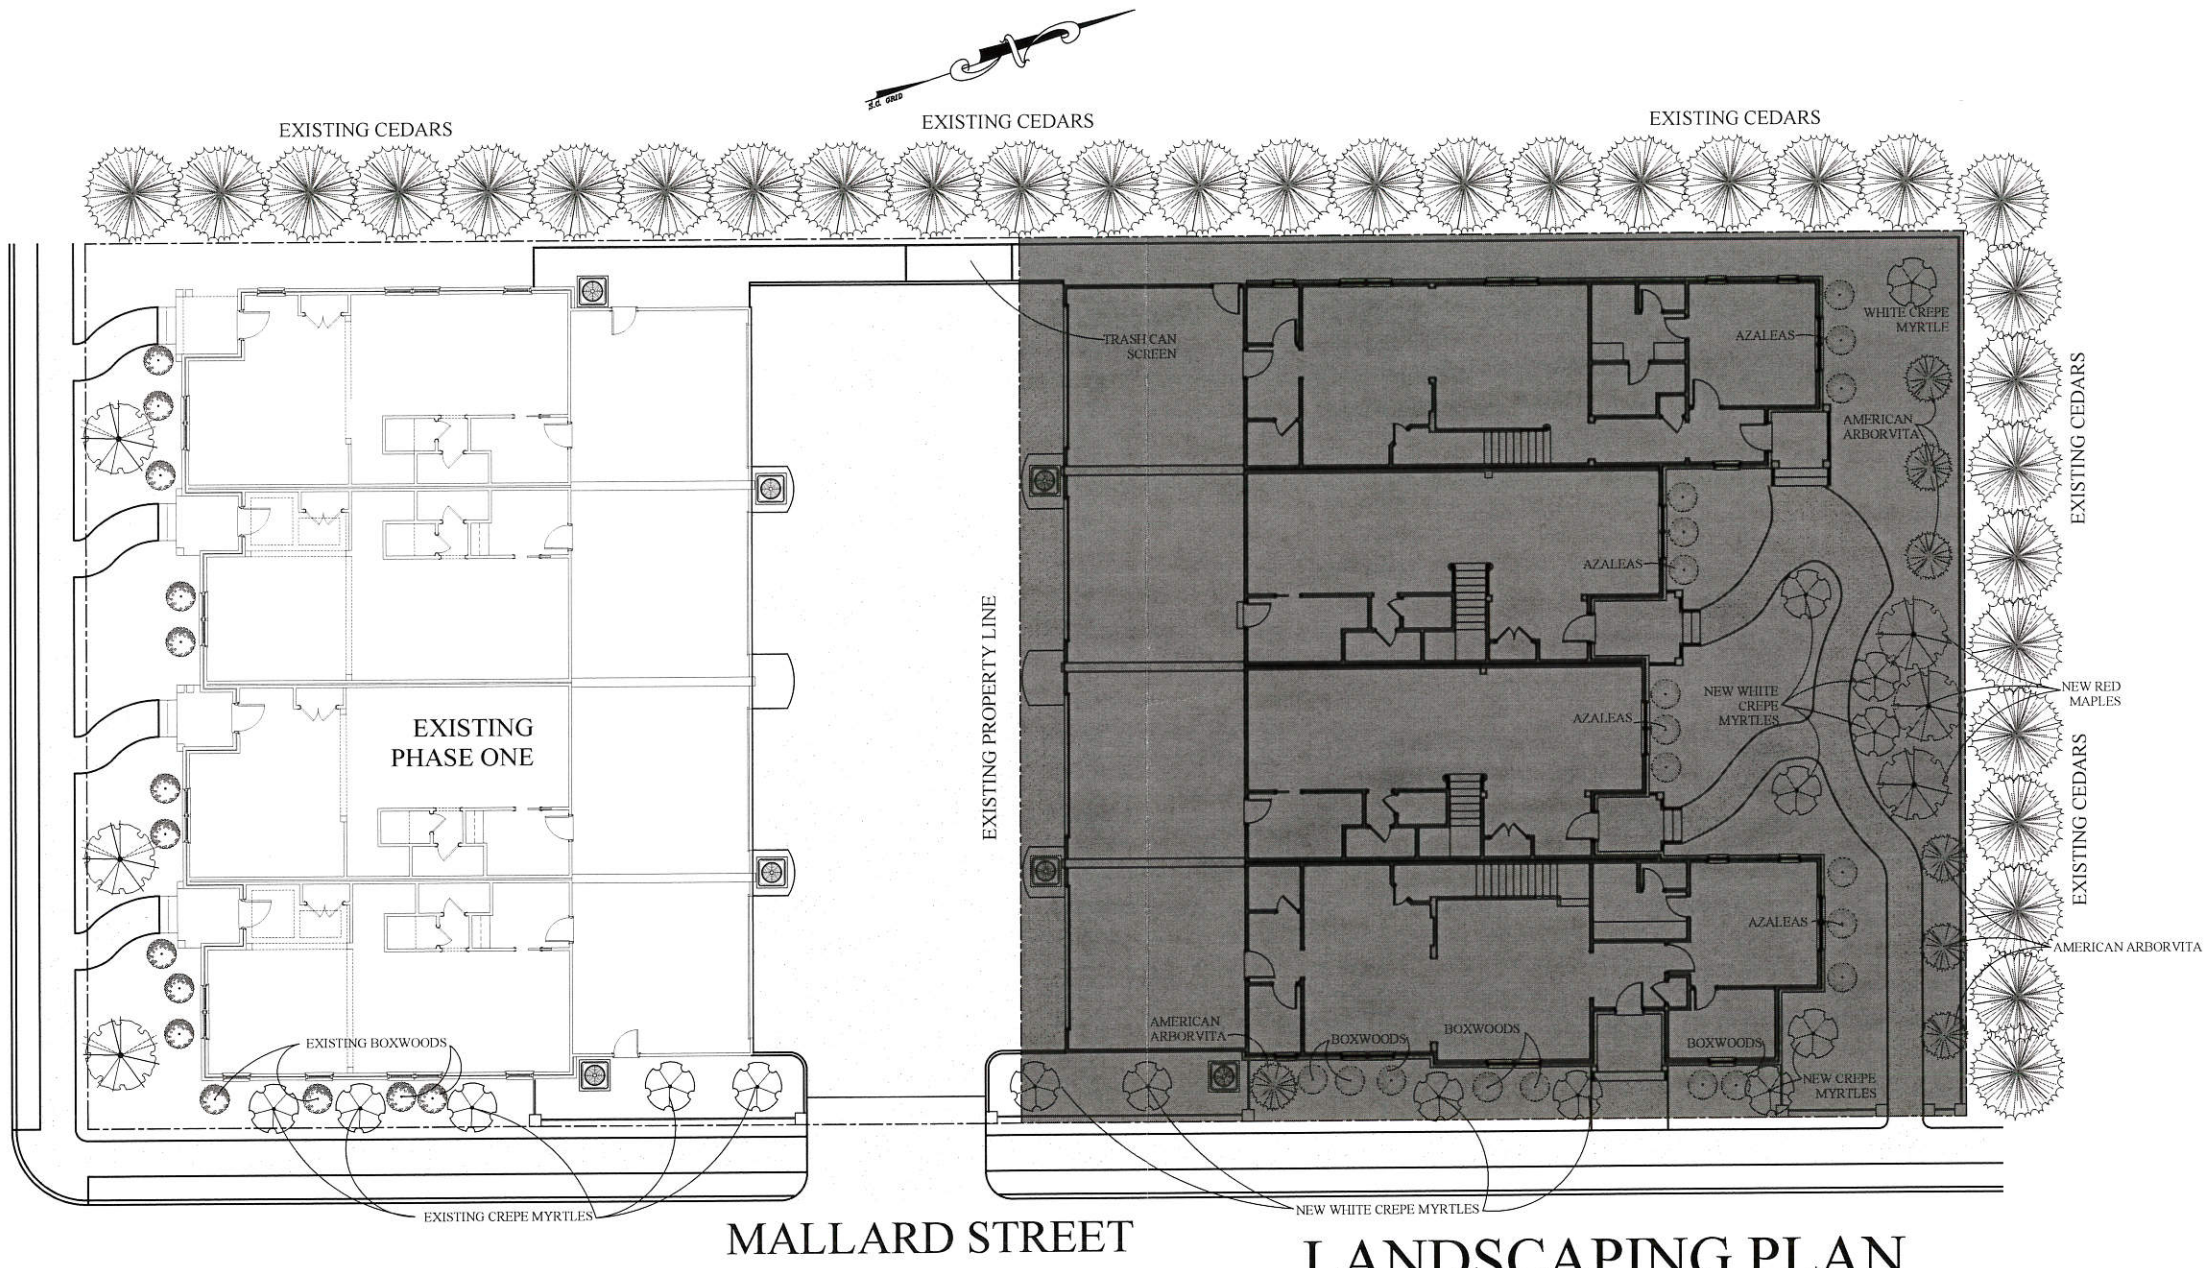 S.C. GRID
EXISTING CEDARS
EXISTING CEDARS
EXISTING CEDARS
WHITE CREPE
MYRTLE
AZALEAS
TRASH CAN
SCREEN
AMERICAN
ARBORVITA
EXISTING CEDARS
AZALEAS
EXISTING PROPERTY LINE
NEW WHITE
CREPE
MYRTLES
NEW RED
MAPLES
AZALEAS
EXISTING
PHASE ONE
EXISTING CEDARS
AZALEAS
AMERICAN ARBORVITA
AMERICAN
ARBORVITA
BOXWOODS
BOXWOODS
BOXWOODS
EXISTING BOXWOODS
NEW CREPE
MYRTLES
EXISTING CREPE MYRTLES
NEW WHITE CREPE MYRTLES
MALLARD STREET
LANDSCAPING PLAN